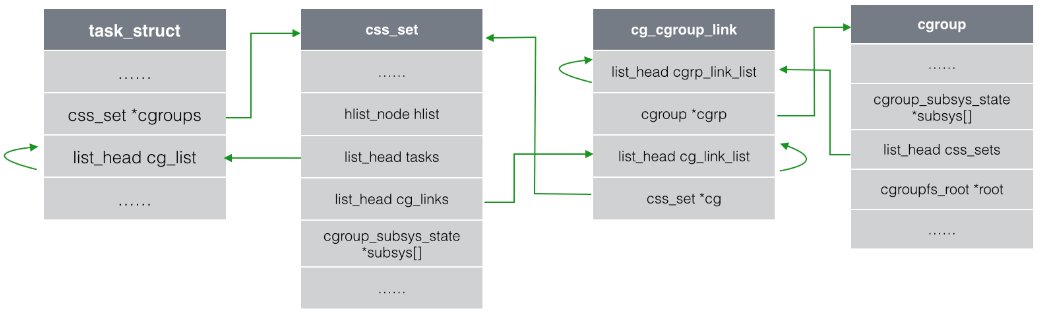 task_struct
……
css_set *cgroups
list_head cg_list
……
css_set
……
hlist_node hlist
list_head tasks
list_head cg_links
cgroup_subsys_state
*subsys[]
……
cg_cgroup_link
list_head cgrp_link_list
cgroup *cgrp
list_head cg_link_list
css_set *cg
cgroup
……
cgroup_subsys_state
*subsys[]
list_head css_sets
cgroupfs_root *root
……